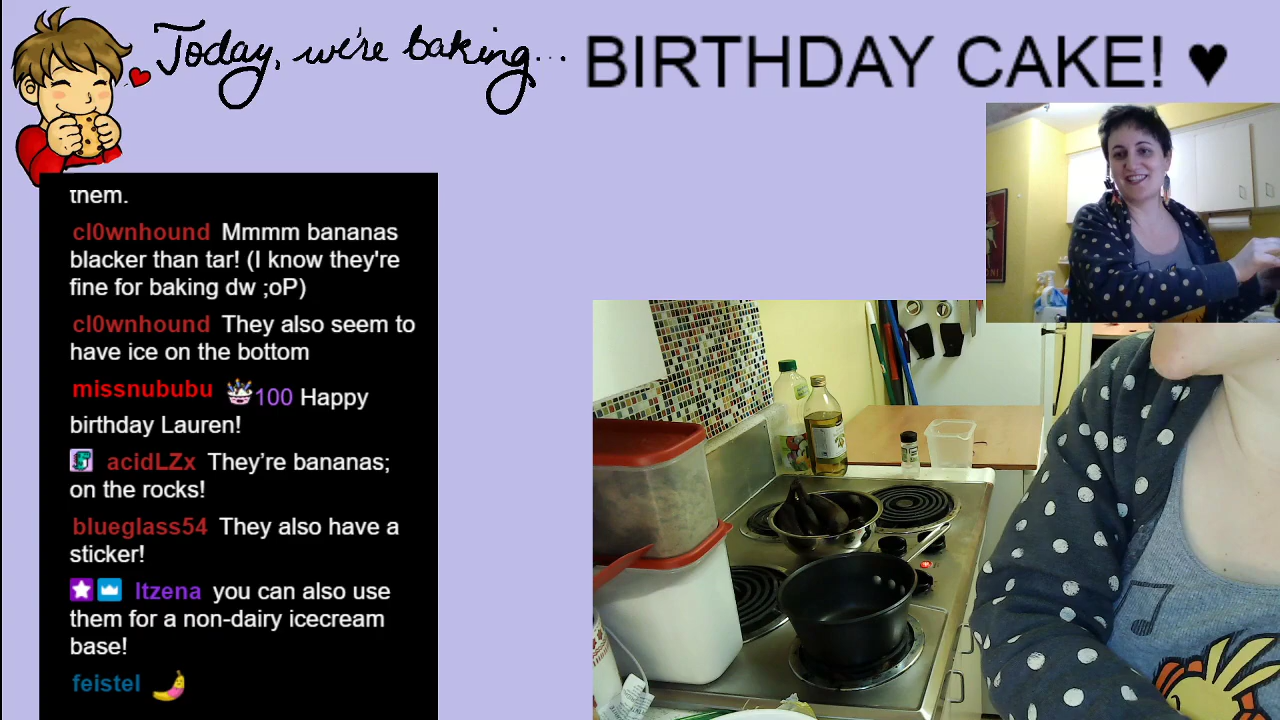 Today, we're baking... BIRTHDAY CAKE! ♥
them.
cl0wnhound Mmmm bananas
blacker than tar! (I know they're
fine for baking dw ;oP)
cl0wnhound They also seem to
have ice on the bottom
missnububu 100 Happy
birthday Lauren!
acidLZx They’re bananas;
on the rocks!
blueglass54 They also have a
sticker!
Itzena you can also use
them for a non-dairy icecream
base!
feistel